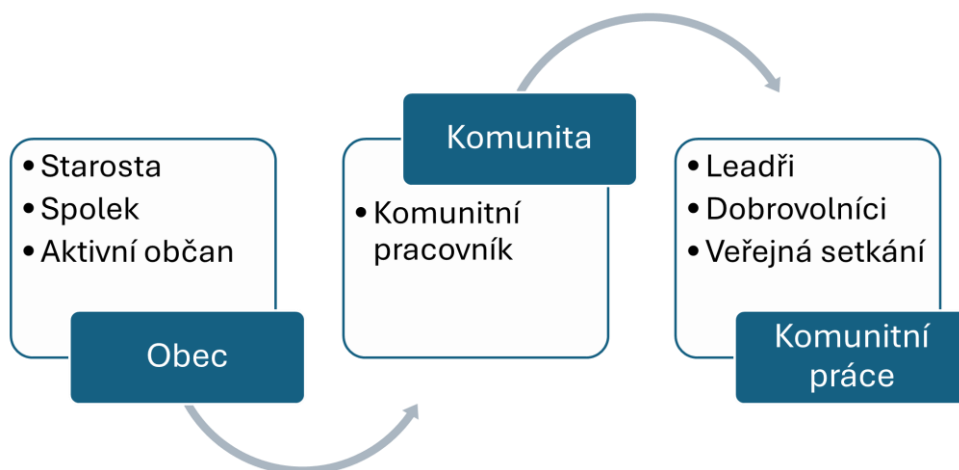 • Starosta
• Spolek
• Aktivní občan
Obec
Komunita
• Komunitní
pracovník
• Leadři
• Dobrovolníci
• Veřejná setkání
Komunitní
práce